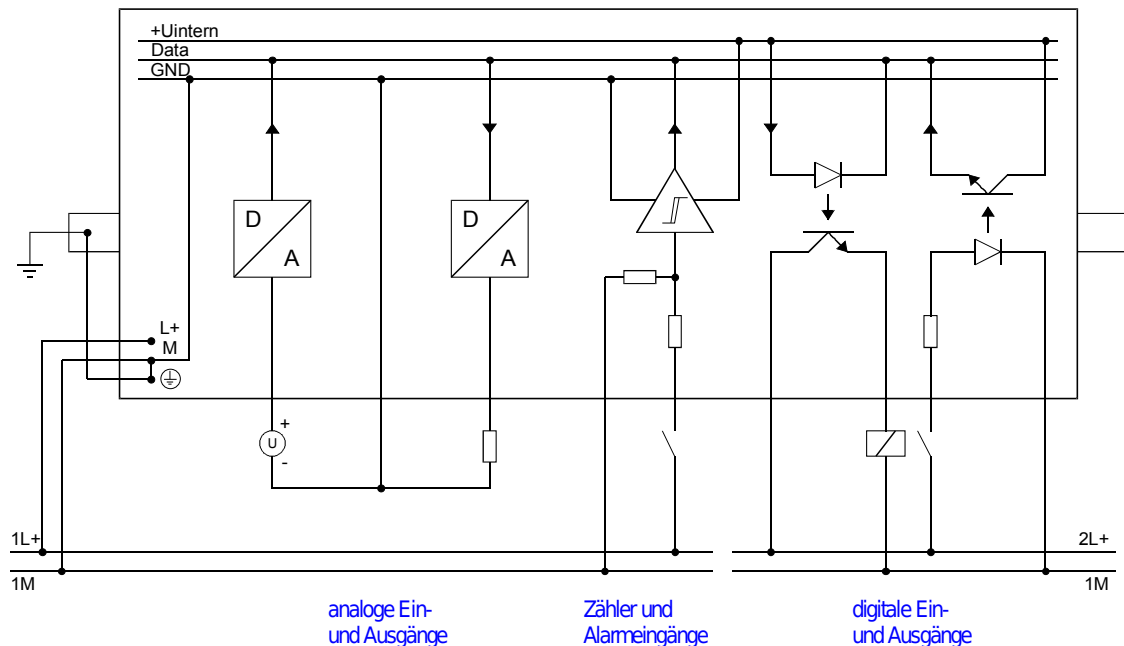 +Uintern
Data
GND
D
A
D
A
L+
M
+
U
-
1L+
2L+
1M
1M
analoge Ein-
und Ausgänge
Zähler und
Alarmeingänge
digitale Ein-
und Ausgänge